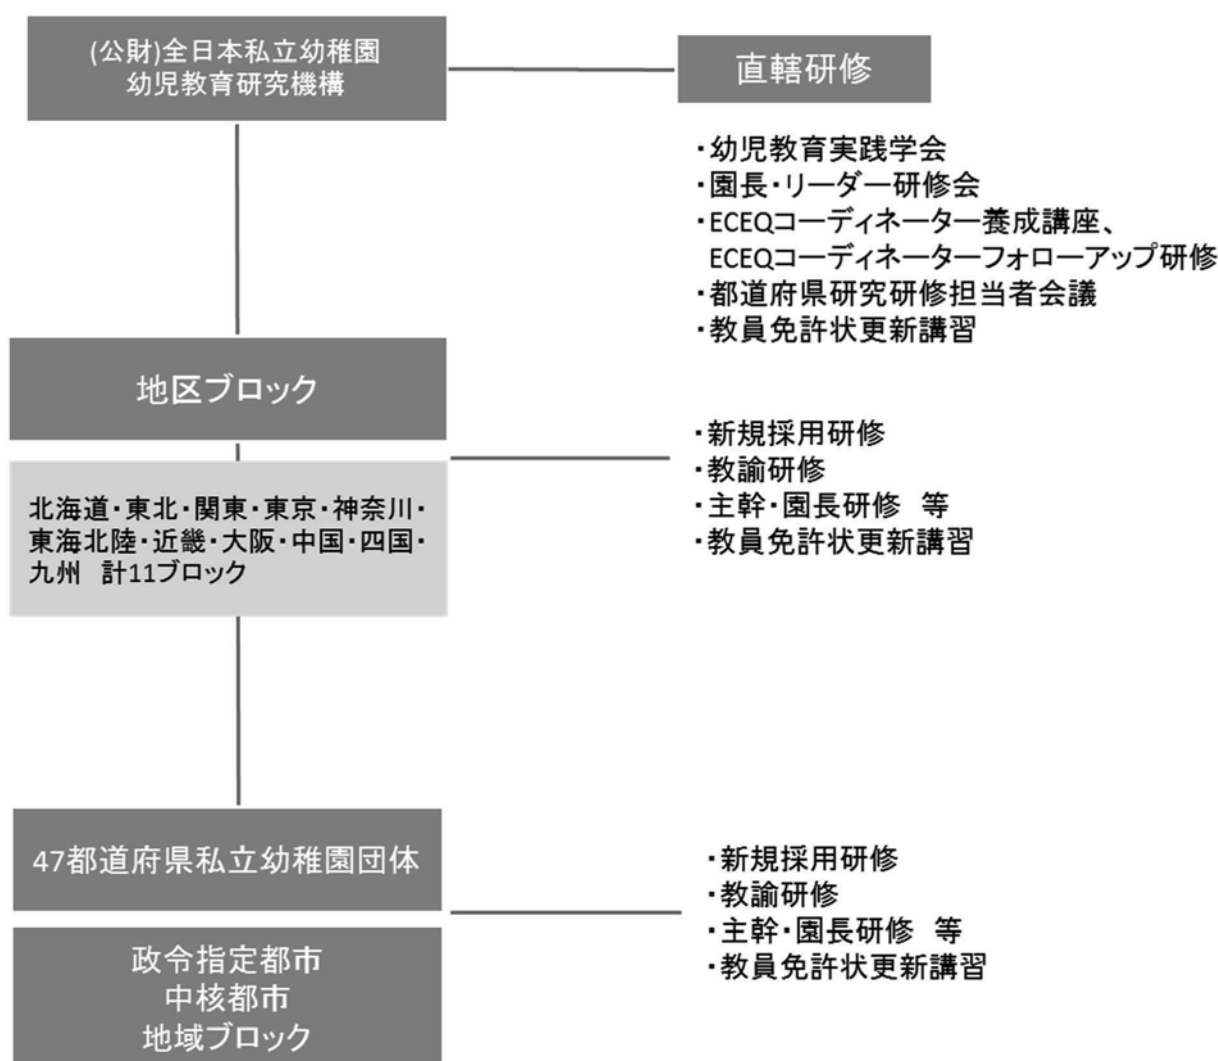 (公財)全日本私立幼稚園
幼児教育研究機構
直轄研修
・幼児教育実践学会
・園長・リーダー研修会
・ECEQコーディネーター養成講座、
ECEQコーディネーターフォローアップ研修
・都道府県研究研修担当者会議
・教員免許状更新講習
地区ブロック
北海道・東北・関東・東京・神奈川・
東海北陸・近畿・大阪・中国・四国・
九州　計11ブロック
・新規採用研修
・教諭研修
・主幹・園長研修　等
・教員免許状更新講習
47都道府県私立幼稚園団体
政令指定都市
中核都市
地域ブロック
・新規採用研修
・教諭研修
・主幹・園長研修　等
・教員免許状更新講習